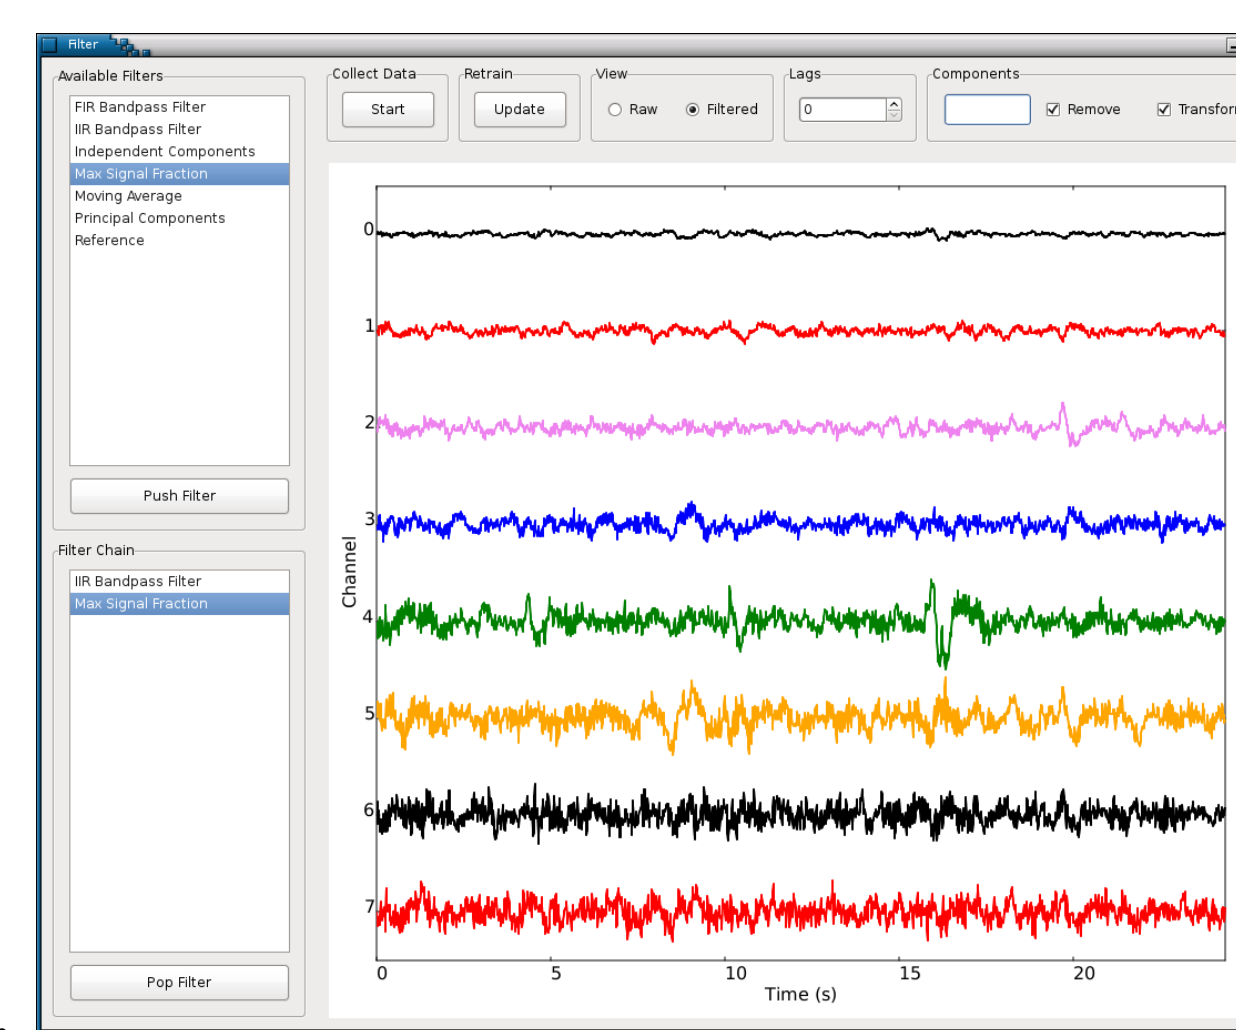 Filter
Available Filters
FIR Bandpass Filter
IIR Bandpass Filter
Independent Components
Max Signal Fraction
Moving Average
Principal Components
Reference
Push Filter
Filter Chain
IIR Bandpass Filter
Max Signal Fraction
Pop Filter
Collect Data Retrain View Lags Components
Start Update Raw Filtered 0 Remove Transfor
0
1
2
3
4
5
6
7
Channel
0 5 10 15 20
Time (s)